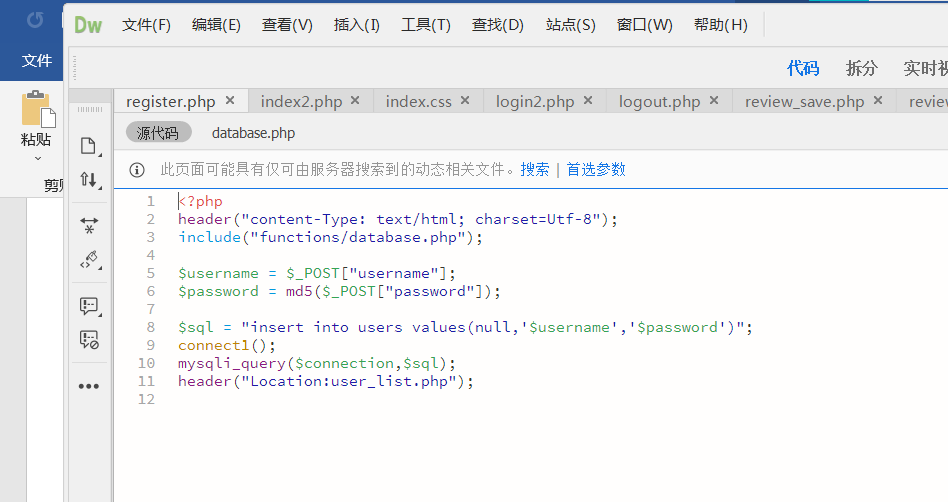 Dw 文件(F) 编辑(E) 查看(V) 插入(I) 工具(T) 查找(D) 站点(S) 窗口(W) 帮助(H)
文件
代码 拆分 实时视
register.php × index2.php × index.css × login2.php × logout.php × review_save.php × review
源代码 database.php
粘贴
此页面可能具有仅可由服务器搜索到的动态相关文件。搜索 | 首选参数
剪贴
1 <?php
2 header("content-Type: text/html; charset=Utf-8");
3 include("functions/database.php");
4
5 $username = $_POST["username"];
6 $password = md5($_POST["password"]);
7
8 $sql = "insert into users values(null,'$username','$password')";
9 connect1();
10 mysqli_query($connection,$sql);
11 header("Location:user_list.php");
12